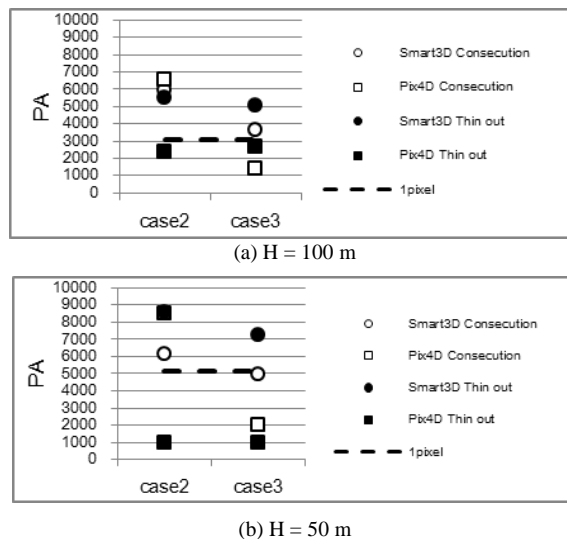 10000
9000
8000
7000
6000
5000
4000
3000
2000
1000
0
PA
case2 case3
Smart3D Consecution
Pix4D Consecution
Smart3D Thin out
Pix4D Thin out
1pixel
(a) H = 100 m
10000
9000
8000
7000
6000
5000
4000
3000
2000
1000
0
PA
case2 case3
Smart3D Consecution
Pix4D Consecution
Smart3D Thin out
Pix4D Thin out
1pixel
(b) H = 50 m